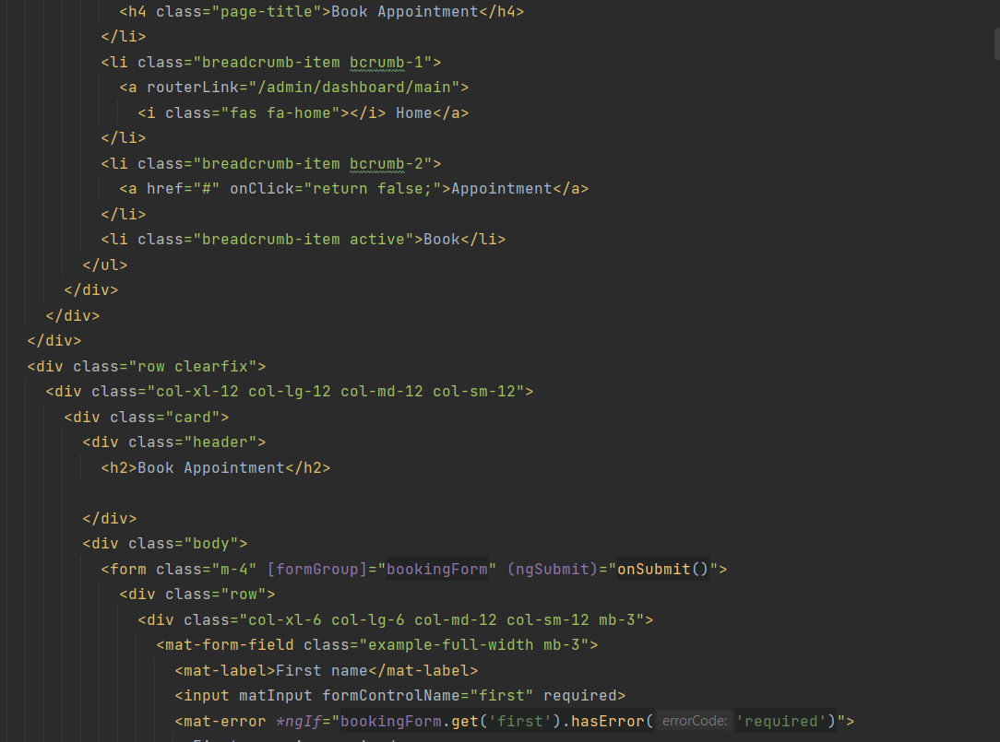 <h4 class="page-title">Book Appointment</h4>
</li>
<li class="breadcrumb-item bcrumb-1">
<a routerLink="/admin/dashboard/main">
<i class="fas fa-home"></i> Home</a>
</li>
<li class="breadcrumb-item bcrumb-2">
<a href="#" onClick="return false;">Appointment</a>
</li>
<li class="breadcrumb-item active">Book</li>
</ul>
</div>
</div>
</div>
<div class="row clearfix">
<div class="col-xl-12 col-lg-12 col-md-12 col-sm-12">
<div class="card">
<div class="header">
<h2>Book Appointment</h2>
</div>
<div class="body">
<form class="m-4" [formGroup]="bookingForm" (ngSubmit)="onSubmit()">
<div class="row">
<div class="col-xl-6 col-lg-6 col-md-12 col-sm-12 mb-3">
<mat-form-field class="example-full-width mb-3">
<mat-label>First name</mat-label>
<input matInput formControlName="first" required>
<mat-error *ngIf="bookingForm.get('first').hasError( errorCode: 'required')">